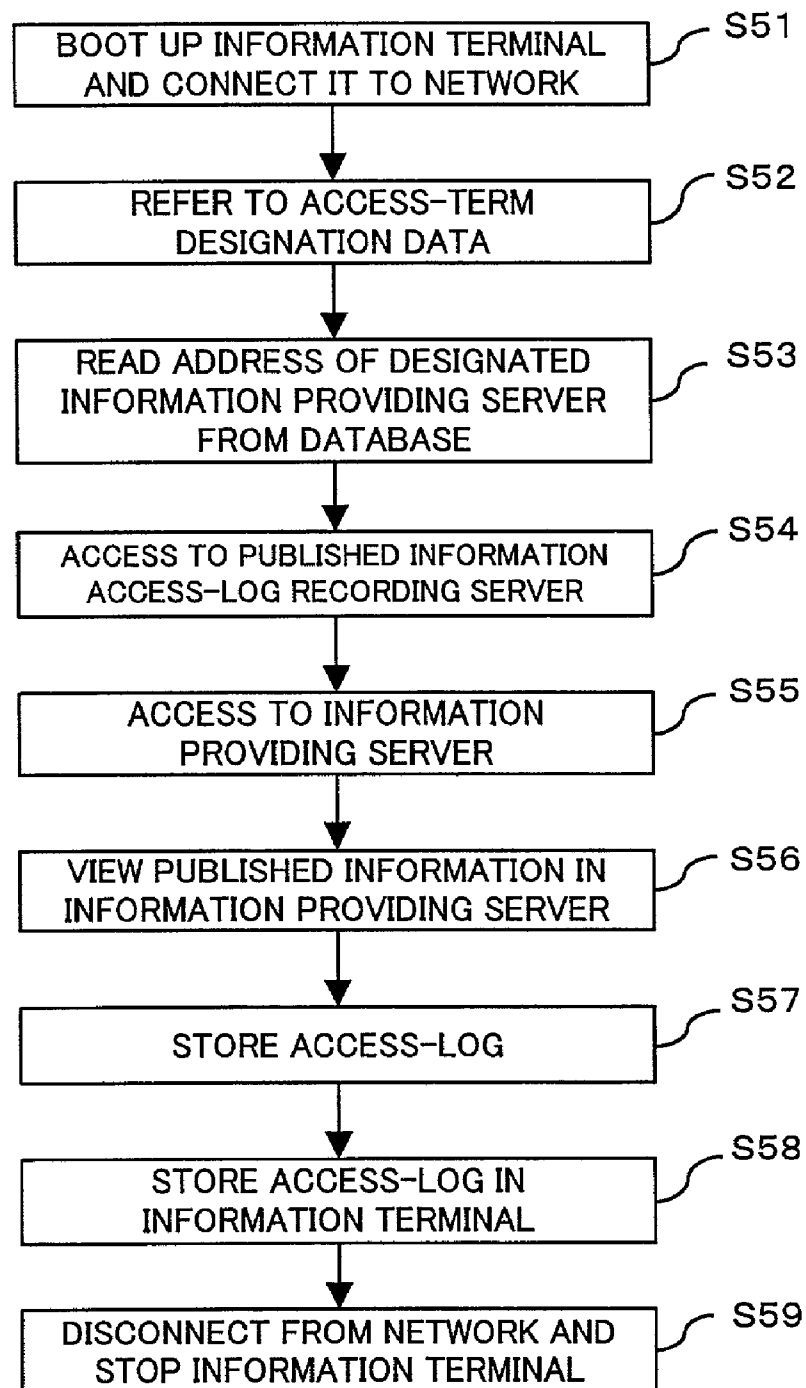 S51
BOOT UP INFORMATION TERMINAL
AND CONNECT IT TO NETWORK
S52
REFER TO ACCESS-TERM
DESIGNATION DATA
S53
READ ADDRESS OF DESIGNATED
INFORMATION PROVIDING SERVER
FROM DATABASE
S54
ACCESS TO PUBLISHED INFORMATION
ACCESS-LOG RECORDING SERVER
S55
ACCESS TO INFORMATION
PROVIDING SERVER
S56
VIEW PUBLISHED INFORMATION IN
INFORMATION PROVIDING SERVER
S57
STORE ACCESS-LOG
S58
STORE ACCESS-LOG IN
INFORMATION TERMINAL
S59
DISCONNECT FROM NETWORK AND
STOP INFORMATION TERMINAL